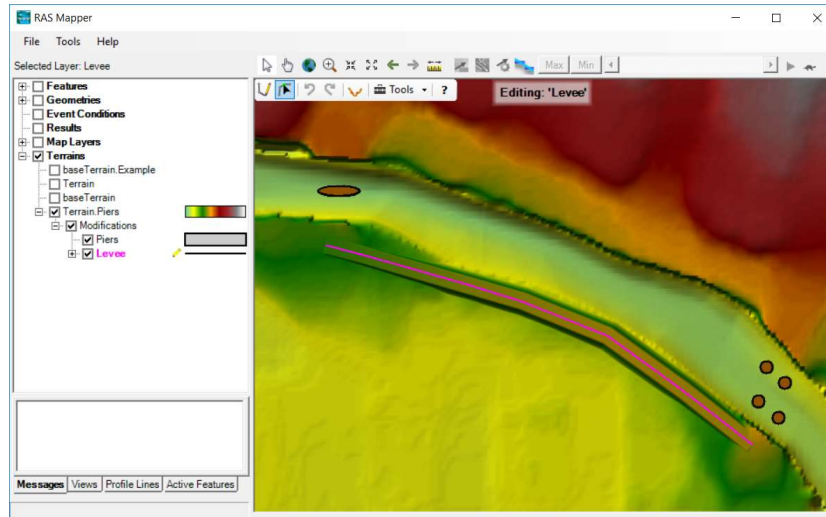 RAS Mapper
File Tools Help
Selected Layer: Levee
Max Min
Features
Geometries
Event Conditions
Results
Map Layers
Terrains
baseTerrain.Example
Terrain
baseTerrain
Terrain.Piers
Modifications
Piers
Levee
Tools ?
Editing: 'Levee'
Messages Views Profile Lines Active Features